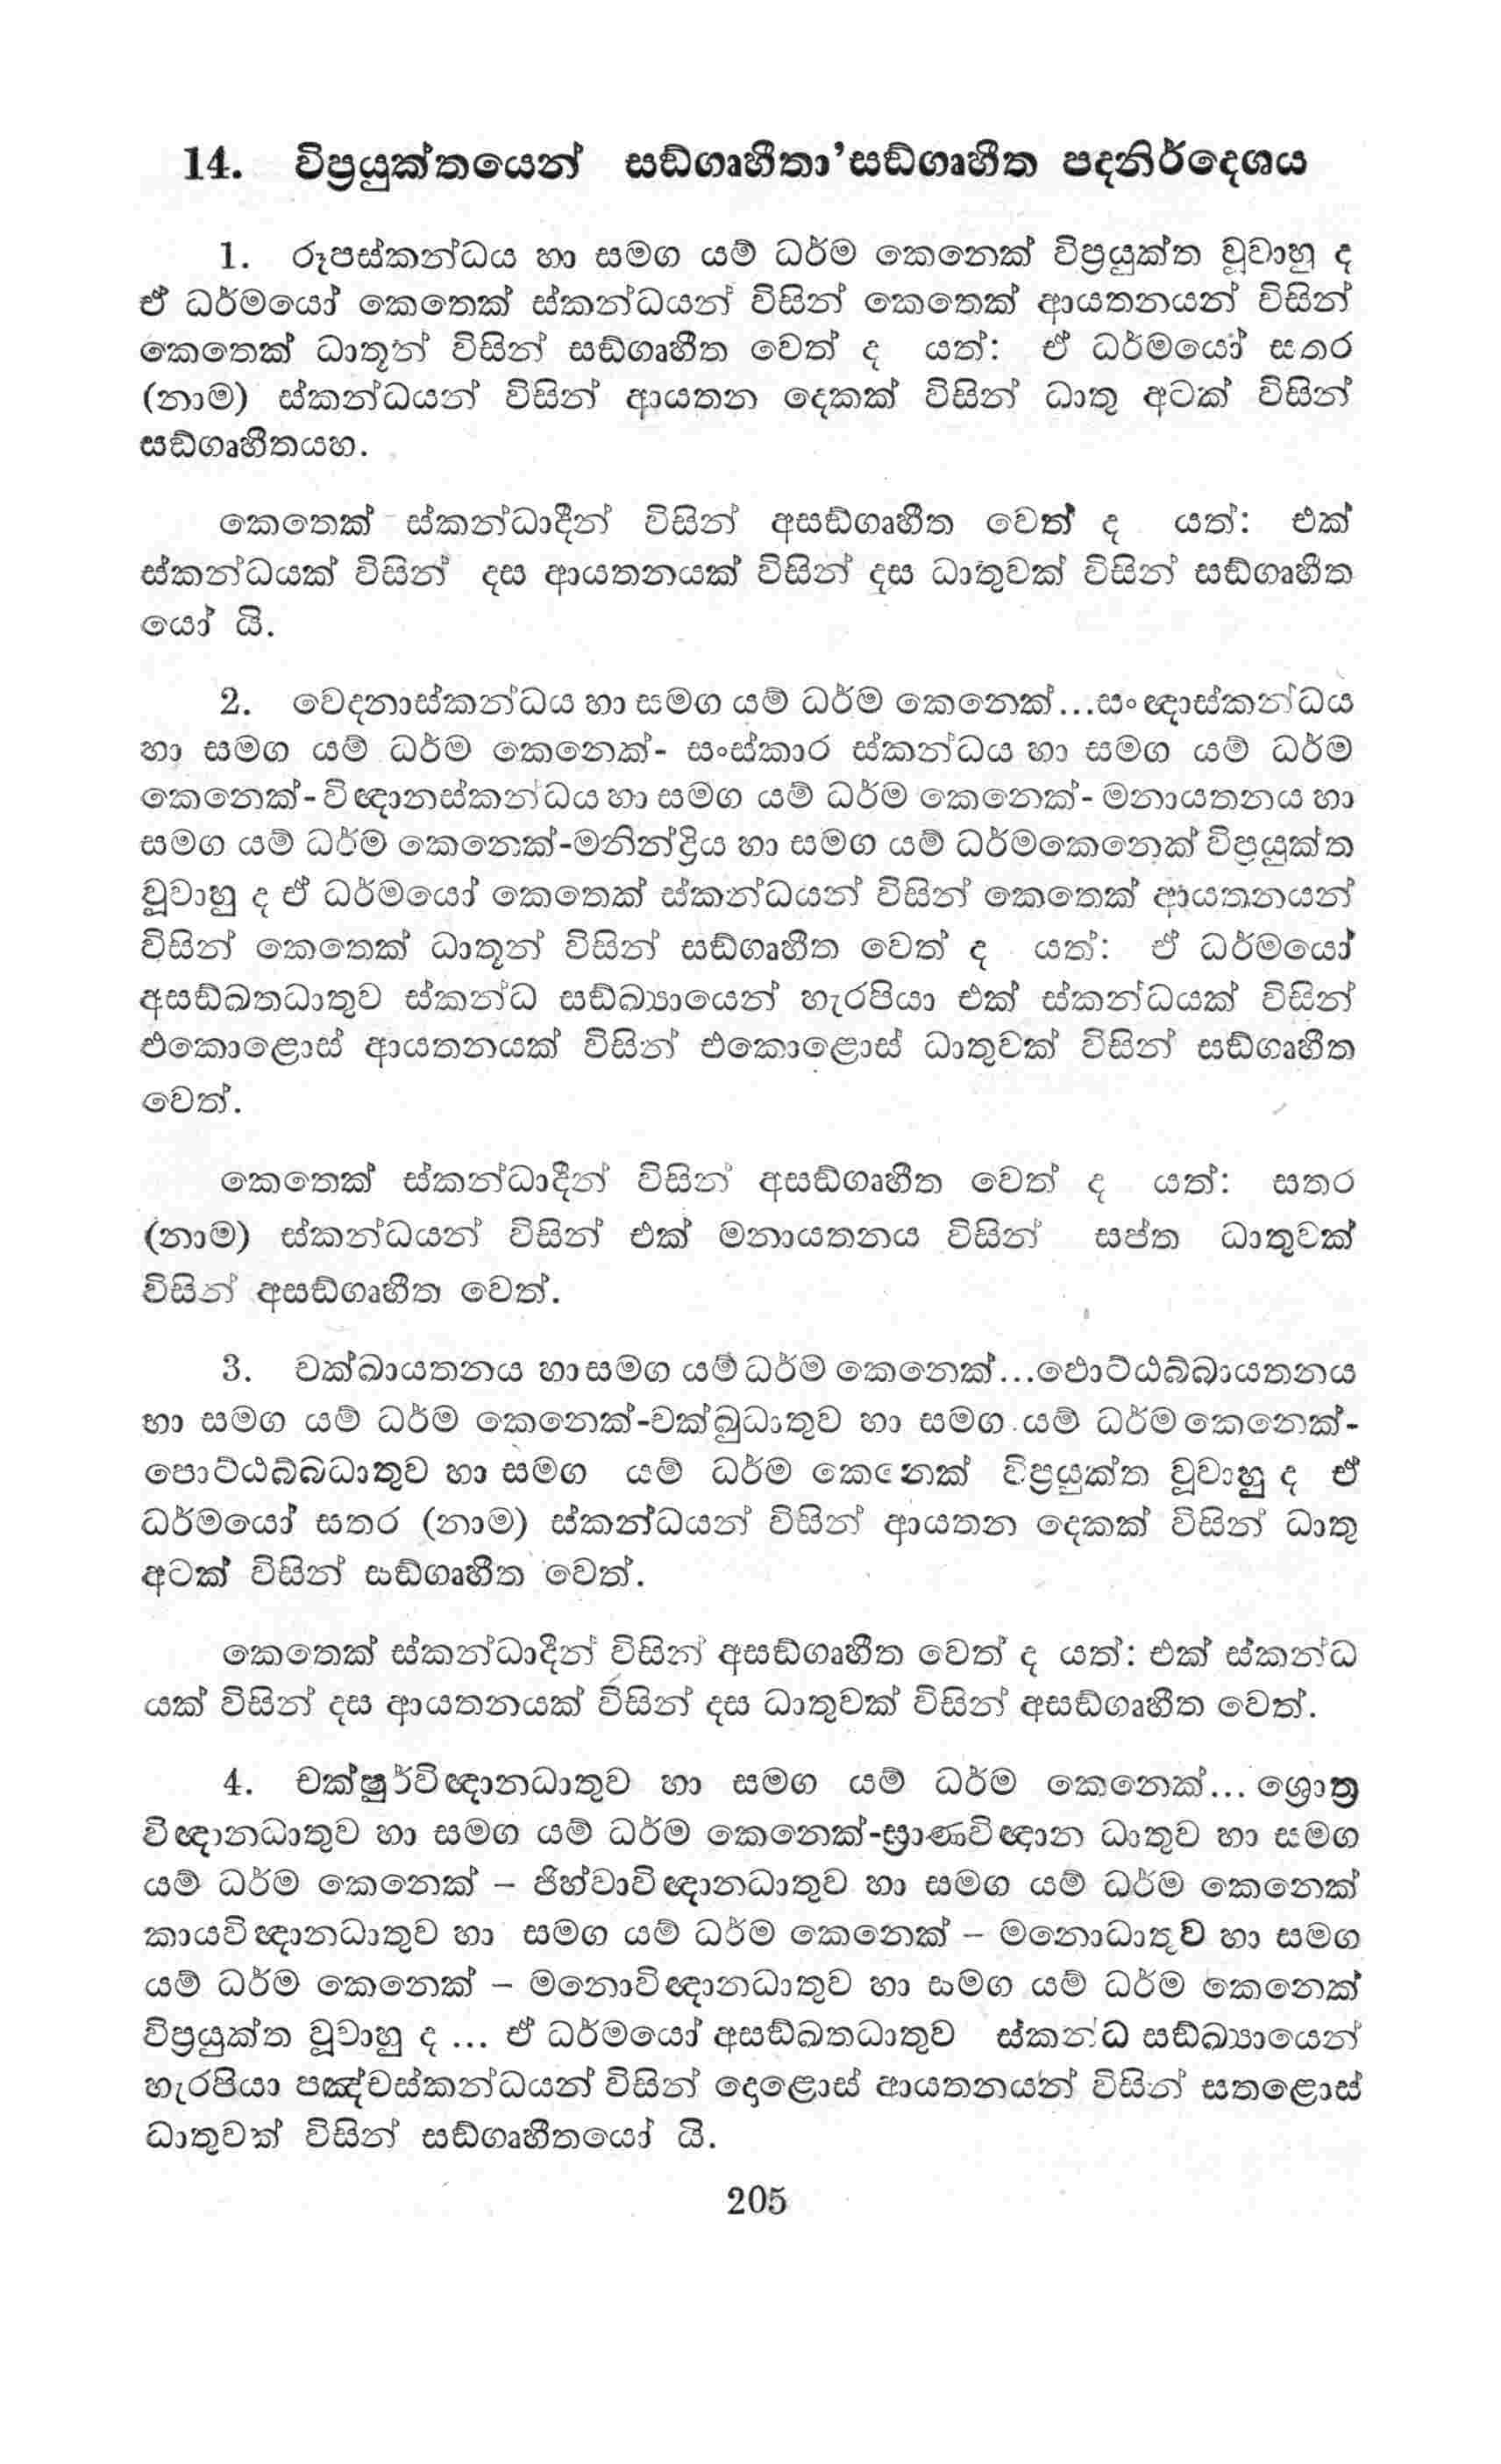 14. විප්‍රයුක්තයෙන් සඞ්ගෘහීතා’සඞ්ගෘහීත පදනිර්දෙශය
1. රූපස්කන්ධය හා සමග යම් ධර්ම කෙනෙක් විප්‍රයුක්ත වූවාහු ද
ඒ ධර්මයෝ කෙතෙක් ස්කන්ධයන් විසින් කෙතෙක් ආයතනයන් විසින්
කෙතෙක් ධාතූන් විසින් සඞ්ගෘහීත වෙත් ද යත්: ඒ ධර්මයෝ සතර
(නාම) ස්කන්ධයන් විසින් ආයතන දෙකක් විසින් ධාතු අටක් විසින්
සඞ්ගෘහීතයහ.
කෙතෙක් ස්කන්ධාදීන් විසින් අසඞ්ගෘහීත වෙත් ද යත්: එක්
ස්කන්ධයක් විසින් දස ආයතනයක් විසින් දස ධාතුවක් විසින් සඞ්ගෘහීත
යෝ යි.
2. වෙදනාස්කන්ධය හා සමග යම් ධර්ම කෙනෙක්...සංඥාස්කන්ධය
හා සමග යම් ධර්ම කෙනෙක්- සංස්කාර ස්කන්ධය හා සමග යම් ධර්ම
කෙනෙක්-විඥානස්කන්ධය හා සමග යම් ධර්ම කෙනෙක්- මනායතනය හා
සමග යම් ධර්ම කෙනෙක්-මනින්ද්‍රිය හා සමග යම් ධර්මකෙනෙක් විප්‍රයුක්ත
වූවාහු ද ඒ ධර්මයෝ කෙතෙක් ස්කන්ධයන් විසින් කෙතෙක් ආයතනයන්
විසින් කෙතෙක් ධාතූන් විසින් සඞ්ගෘහීත වෙත් ද යත්: ඒ ධර්මයෝ
අසඞ්ඛතධාතුව ස්කන්ධ සඞ්ඛ්‍යායෙන් හැරපියා එක් ස්කන්ධයක් විසින්
එකොළොස් ආයතනයක් විසින් එකොළොස් ධාතුවක් විසින් සඞ්ගෘහීත
වෙත්.
කෙතෙක් ස්කන්ධාදීන් විසින් අසඞ්ගෘහීත වෙත් ද යත්: සතර
(නාම) ස්කන්ධයන් විසින් එක් මනායතනය විසින් සප්ත ධාතුවක්
විසින් අසඞ්ගෘහීත වෙත්.
3. චක්ඛායතනය හාසමග යම් ධර්ම කෙනෙක්...ඵොට්ඨබ්බායතනය
හා සමග යම් ධර්ම කෙනෙක්-චක්ඛුධාතුව හා සමග යම් ධර්ම කෙනෙක්-
පොට්ඨබ්බධාතුව හා සමග යම් ධර්ම කෙනෙක් විප්‍රයුක්ත වූවාහු ද ඒ
ධර්මයෝ සතර (නාම) ස්කන්ධයන් විසින් ආයතන දෙකක් විසින් ධාතු
අටක් විසින් සඞ්ගෘහීත වෙත්.
කෙතෙක් ස්කන්ධාදීන් විසින් අසඞ්ගෘහීත වෙත් ද යත්: එක් ස්කන්ධ
යක් විසින් දස ආයතනයක් විසින් දස ධාතුවක් විසින් අසඞ්ගෘහීත වෙත්.
4. චක්ෂුර්විඥානධාතුව හා සමග යම් ධර්ම කෙනෙක්... ශ්‍රොත්‍ර
විඥානධාතුව හා සමග යම් ධර්ම කෙනෙක්-ඝ්‍රාණවිඥාන ධාතුව හා සමග
යම් ධර්ම කෙනෙක් – ජිහ්වාවිඥානධාතුව හා සමග යම් ධර්ම කෙනෙක්
කායවිඥානධාතුව හා සමග යම් ධර්ම කෙනෙක් – මනොධාතුව හා සමග
යම් ධර්ම කෙනෙක් – මනොවිඥානධාතුව හා සමග යම් ධර්ම කෙනෙක්
විප්‍රයුක්ත වූවාහු ද ... ඒ ධර්මයෝ අසඞ්ඛතධාතුව ස්කන්ධ සඞ්ඛ්‍යායෙන්
හැරපියා පඤ්චස්කන්ධයන් විසින් දෙළොස් ආයතනයන් විසින් සතළොස්
ධාතුවක් විසින් සඞ්ගෘහීතයෝ යි.
205